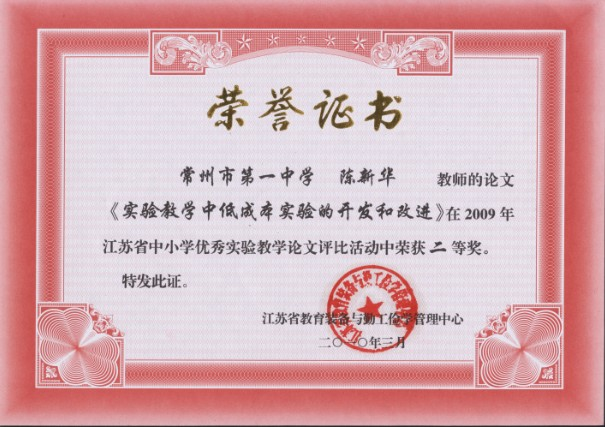 荣誉证书
常州市第一中学 陈新华 教师的论文
《实验教学中低成本实验的开发和改进》在2009年
江苏省中小学优秀实验教学论文评比活动中荣获二等奖。
特发此证。
江苏省教育装备与勤工俭学管理中心
二〇一〇年三月